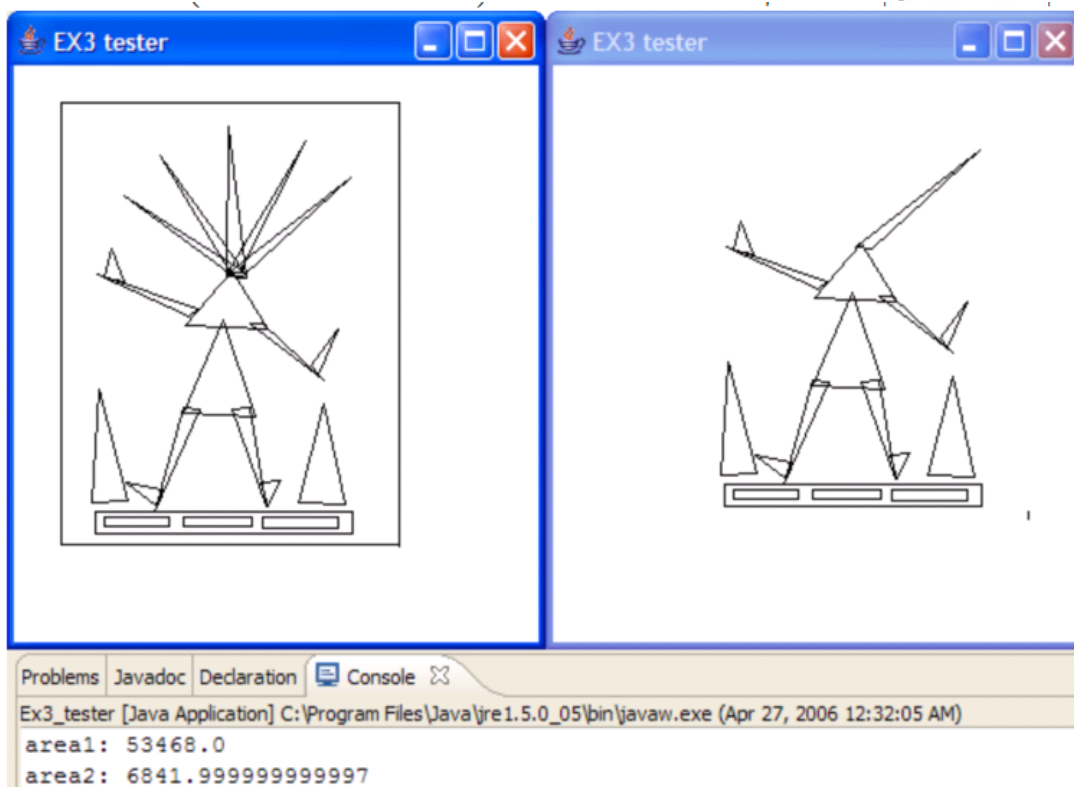 EX3 tester
EX3 tester
Problems Javadoc Declaration Console
Ex3_tester [Java Application] C:\Program Files\Java\jre1.5.0_05\bin\javaw.exe (Apr 27, 2006 12:32:05 AM)
area1: 53468.0
area2: 6841.999999999997